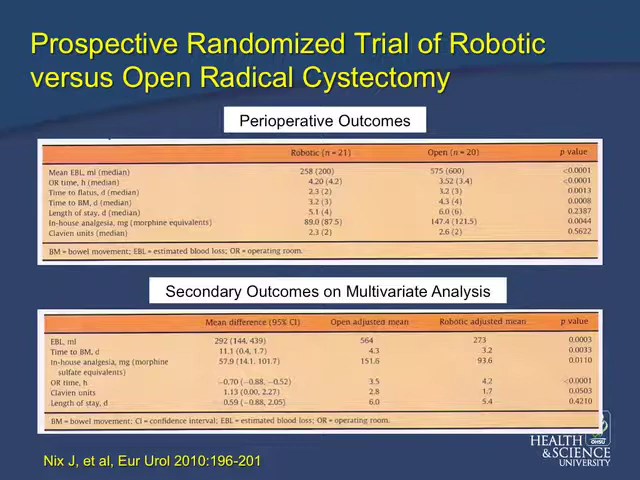 Prospective Randomized Trial of Robotic
versus Open Radical Cystectomy
Perioperative Outcomes
Robotic (n = 21) Open (n = 20) p value
Mean EBL, ml (median) 258 (200) 575 (600) <0.0001
OR time, h (median) 4.20 (4.2) 3.52 (3.4) <0.0001
Time to flatus, d (median) 2.3 (2) 3.2 (3) 0.0013
Time to BM, d (median) 3.2 (3) 4.3 (4) 0.0008
Length of stay, d (median) 5.1 (4) 6.0 (6) 0.2387
In-house analgesia, mg (morphine equivalents) 89.0 (87.5) 147.4 (121.5) 0.0044
Clavien units (median) 2.3 (2) 2.6 (2) 0.5622
BM = bowel movement; EBL = estimated blood loss; OR = operating room.
Secondary Outcomes on Multivariate Analysis
Mean difference (95% CI) Open adjusted mean Robotic adjusted mean p value
EBL, ml 292 (144, 439) 564 273 0.0003
Time to BM, d 11.1 (0.4, 1.7) 4.3 3.2 0.0033
In-house analgesia, mg (morphine 57.9 (14.1, 101.7) 151.6 93.6 0.0110
sulfate equivalents)
OR time, h −0.70 (−0.88, −0.52) 3.5 4.2 <0.0001
Clavien units 1.13 (0.00, 2.27) 2.8 1.7 0.0503
Length of stay, d 0.59 (−0.88, 2.05) 6.0 5.4 0.4210
BM = bowel movement; CI = confidence interval; EBL = estimated blood loss; OR = operating room.
OHSU
HEALTH
& SCIENCE
UNIVERSITY
Nix J, et al, Eur Urol 2010:196-201